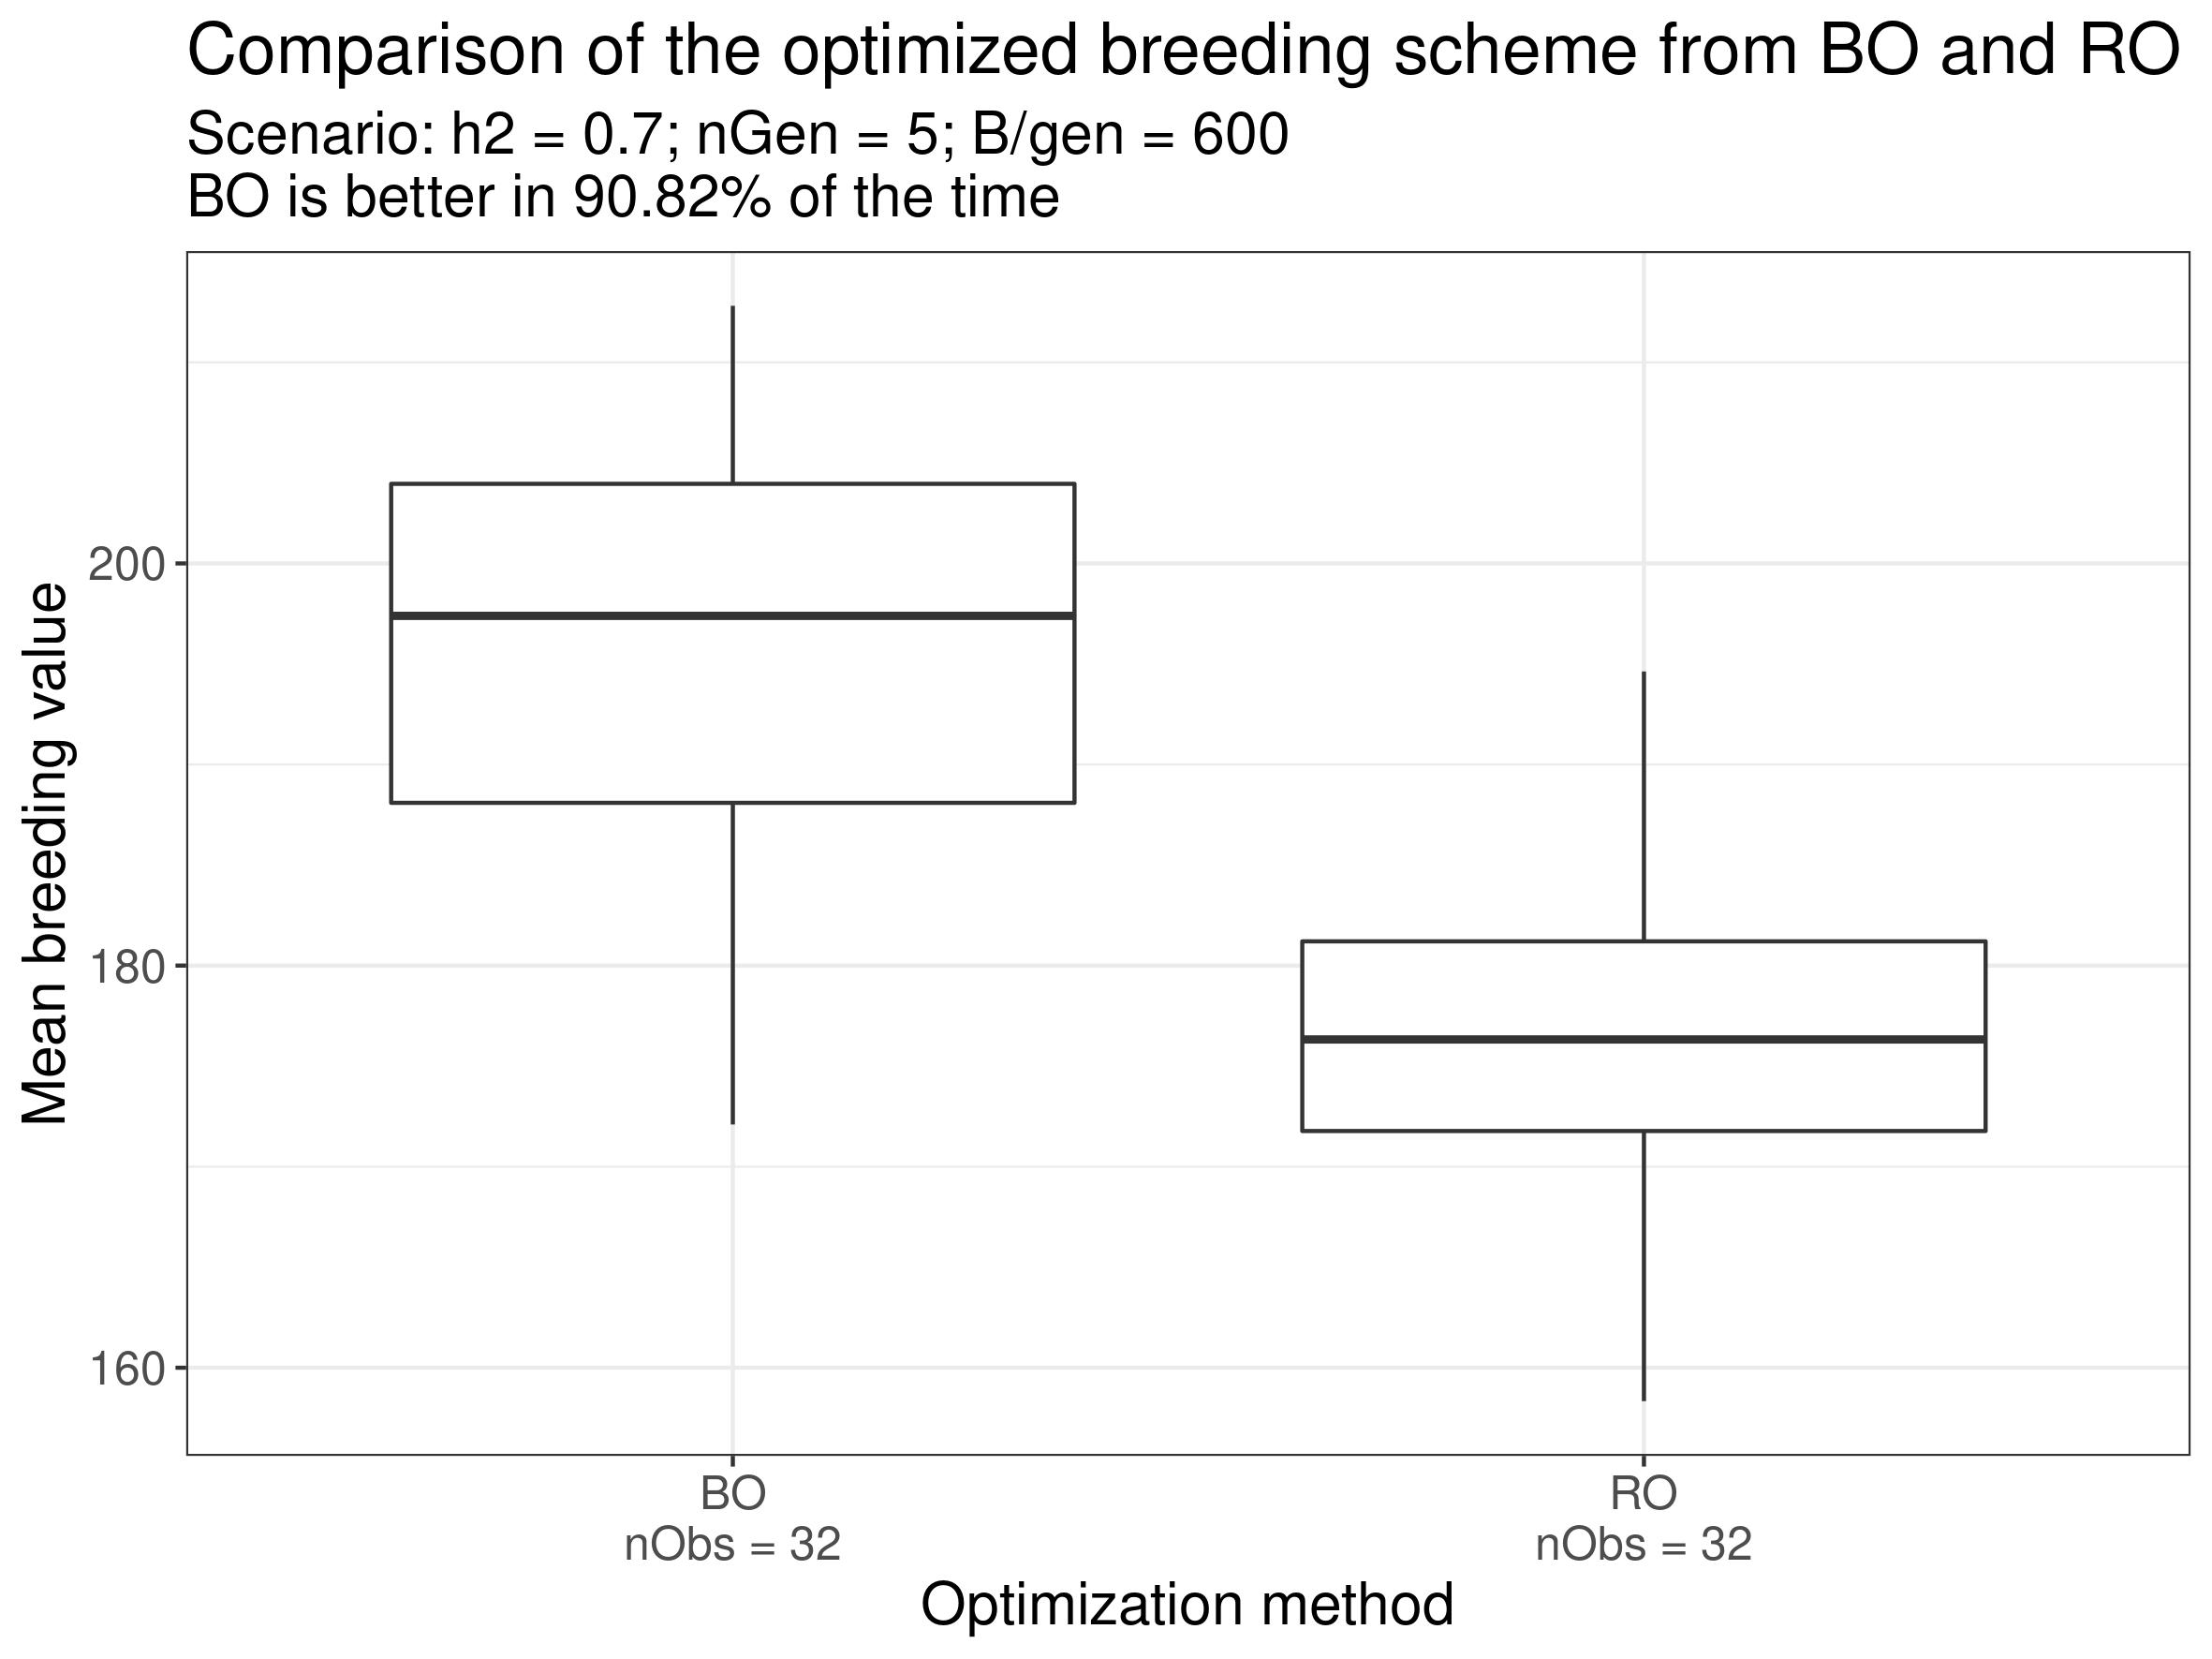 Comparison of the optimized breeding scheme from BO and RO
Scenario: h2 = 0.7; nGen = 5; B/gen = 600
BO is better in 90.82% of the time
Mean breeding value
200
180
160
BO
nObs = 32
RO
nObs = 32
Optimization method